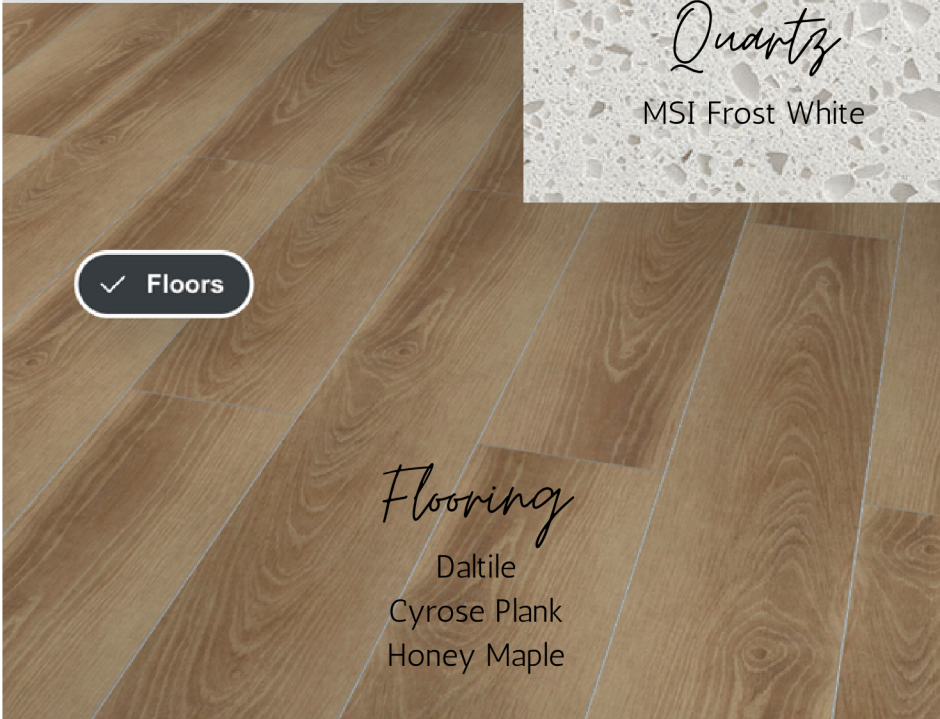 Quartz
MSI Frost White
Floors
Flooring
Daltile
Cyrose Plank
Honey Maple